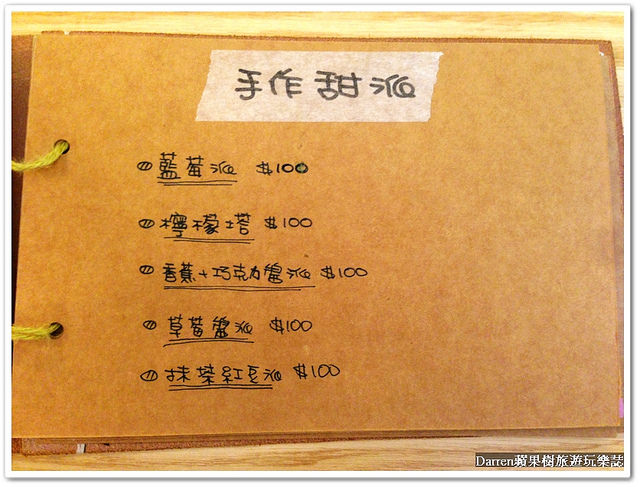 手作甜派
藍莓派 $100
檸檬塔 $100
香蕉+巧克力醬派 $100
草莓醬派 $100
抹茶紅豆派 $100
Darren蘋果樹旅遊玩樂誌